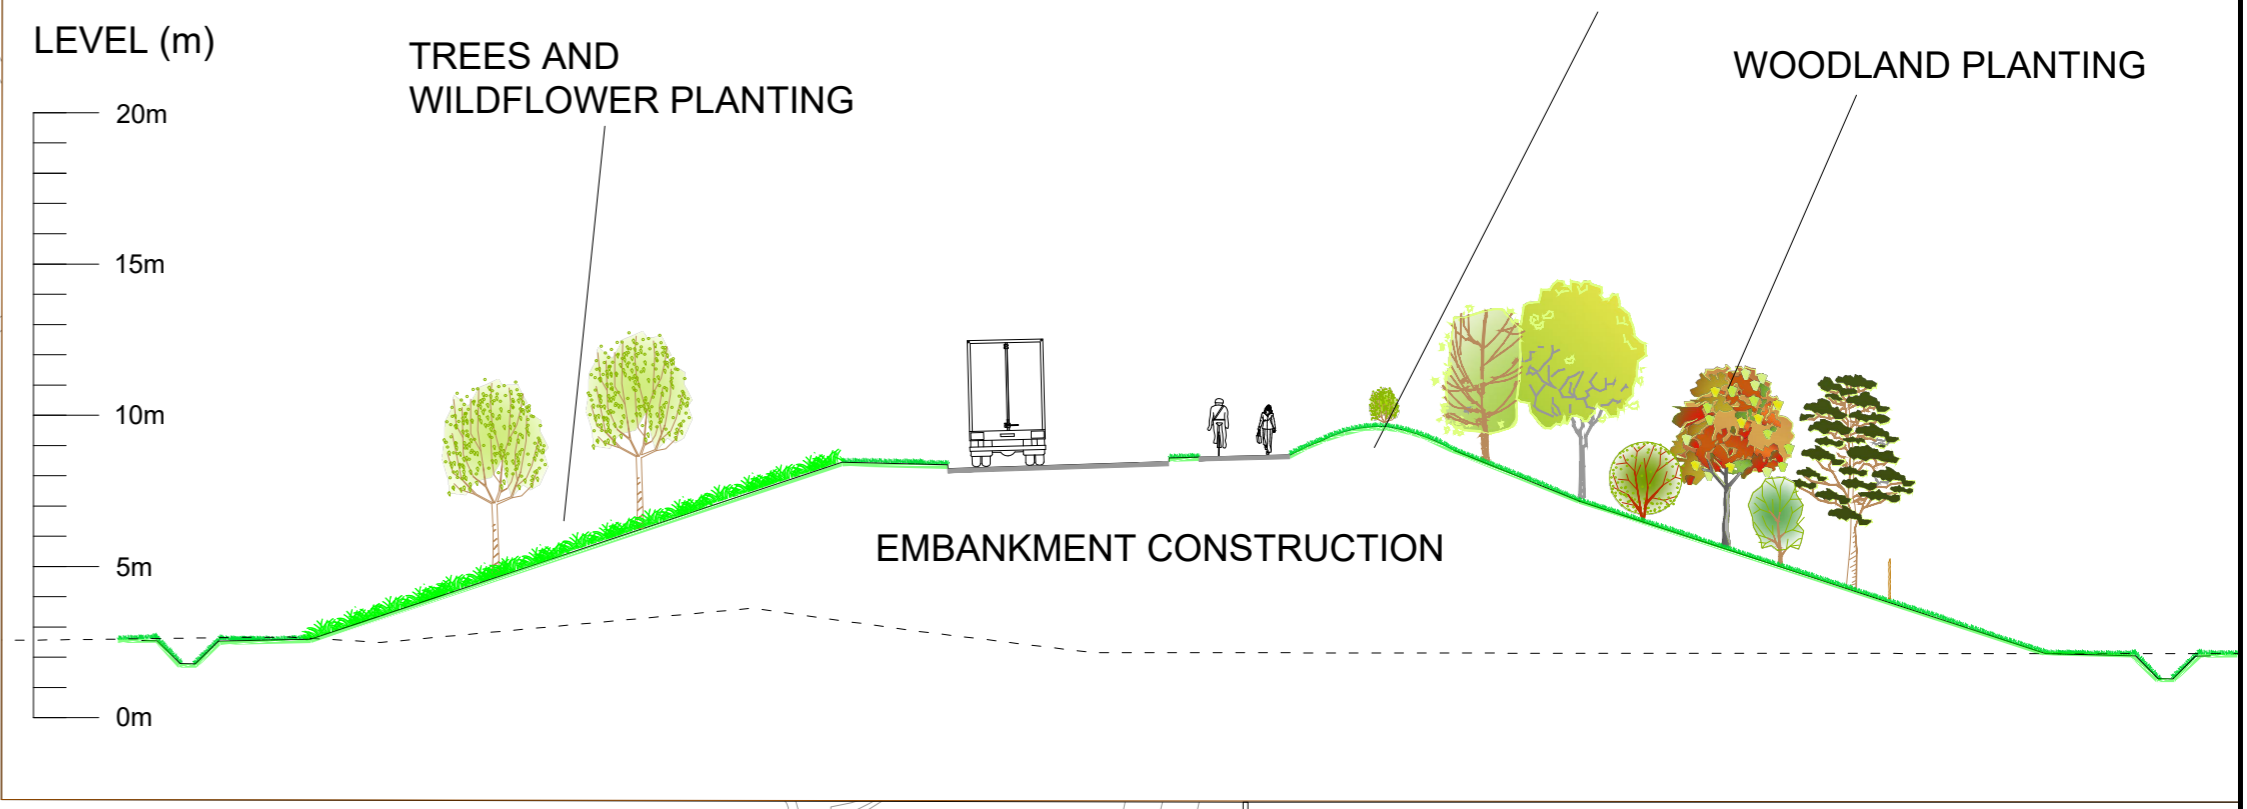 LEVEL (m)
TREES AND
WILDFLOWER PLANTING
WOODLAND PLANTING
20m
15m
10m
5m
0m
EMBANKMENT CONSTRUCTION